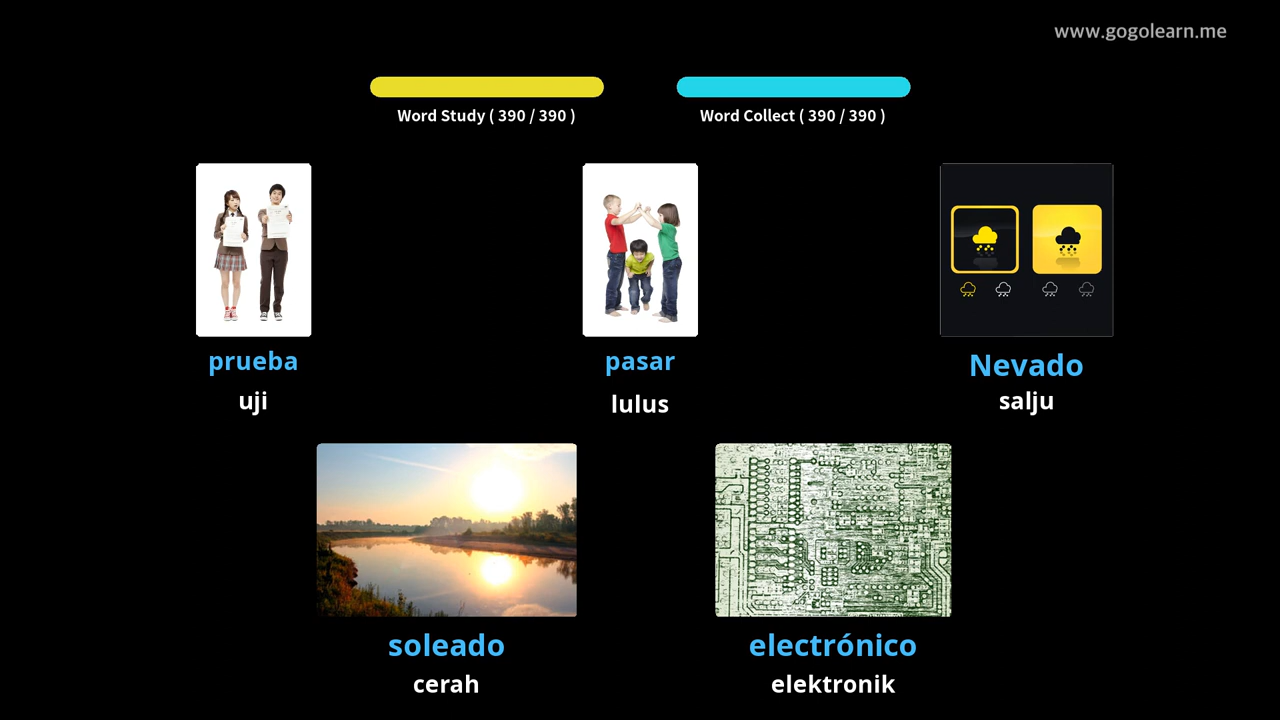 www.gogolearn.me
Word Study ( 390 / 390 )
Word Collect ( 390 / 390 )
prueba
uji
pasar
lulus
Nevado
salju
soleado
cerah
electrónico
elektronik